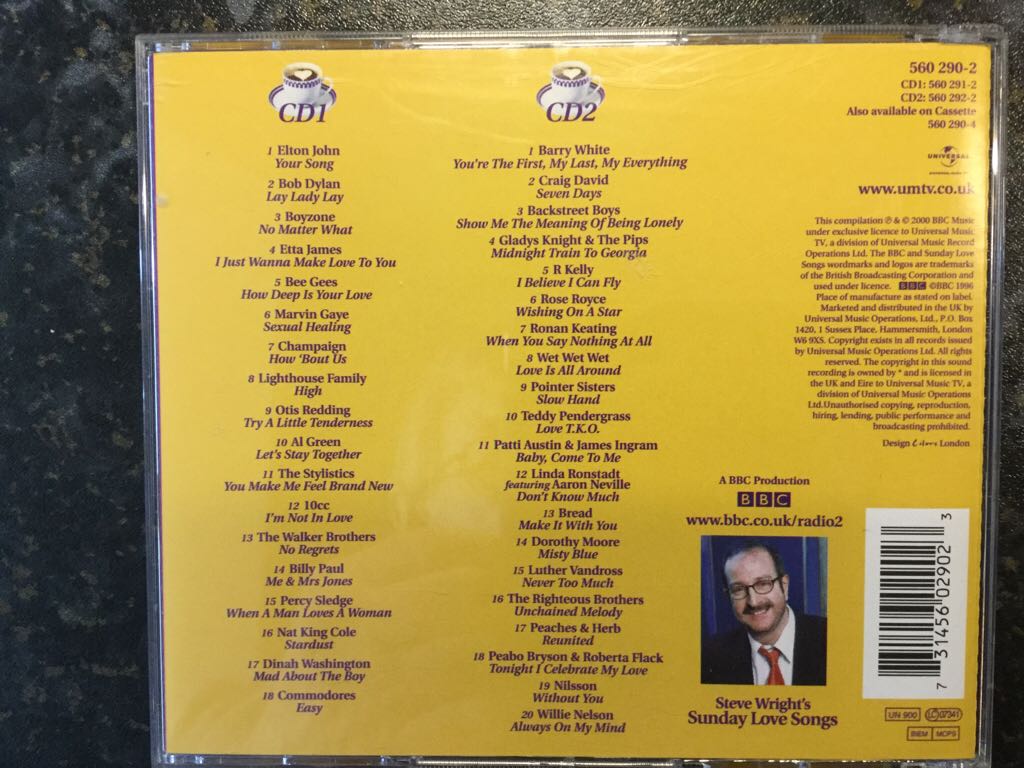 CD1
1 Elton John
Your Song
2 Bob Dylan
Lay Lady Lay
3 Boyzone
No Matter What
4 Etta James
I Just Wanna Make Love To You
5 Bee Gees
How Deep Is Your Love
6 Marvin Gaye
Sexual Healing
7 Champaign
How 'Bout Us
8 Lighthouse Family
High
9 Otis Redding
Try A Little Tenderness
10 Al Green
Let's Stay Together
11 The Stylistics
You Make Me Feel Brand New
12 10cc
I'm Not In Love
13 The Walker Brothers
No Regrets
14 Billy Paul
Me & Mrs Jones
15 Percy Sledge
When A Man Loves A Woman
16 Nat King Cole
Stardust
17 Dinah Washington
Mad About The Boy
18 Commodores
Easy
CD2
1 Barry White
You're The First, My Last, My Everything
2 Craig David
Seven Days
3 Backstreet Boys
Show Me The Meaning Of Being Lonely
4 Gladys Knight & The Pips
Midnight Train To Georgia
5 R Kelly
I Believe I Can Fly
6 Rose Royce
Wishing On A Star
7 Ronan Keating
When You Say Nothing At All
8 Wet Wet Wet
Love Is All Around
9 Pointer Sisters
Slow Hand
10 Teddy Pendergrass
Love T.K.O.
11 Patti Austin & James Ingram
Baby, Come To Me
12 Linda Ronstadt
featuring Aaron Neville
Don't Know Much
13 Bread
Make It With You
14 Dorothy Moore
Misty Blue
15 Luther Vandross
Never Too Much
16 The Righteous Brothers
Unchained Melody
17 Peaches & Herb
Reunited
18 Peabo Bryson & Roberta Flack
Tonight I Celebrate My Love
19 Nilsson
Without You
20 Willie Nelson
Always On My Mind
560 290-2
CD1: 560 291-2
CD2: 560 292-2
Also available on Cassette
560 290-4
UNIVERSAL
www.umtv.co.uk
This compilation ℗ & © 2000 BBC Music
under exclusive licence to Universal Music
TV, a division of Universal Music Record
Operations Ltd. The BBC and Sunday Love
Songs wordmarks and logos are trademarks
of the British Broadcasting Corporation and
used under licence. BBC ©BBC 1996
Place of manufacture as stated on label.
Marketed and distributed in the UK by
Universal Music Operations, Ltd., P.O. Box
1420, 1 Sussex Place, Hammersmith, London
W6 9XS. Copyright exists in all records issued
by Universal Music Operations Ltd. All rights
reserved. The copyright in this sound
recording is owned by * and is licensed in
the UK and Eire to Universal Music TV, a
division of Universal Music Operations
Ltd.Unauthorised copying, reproduction,
hiring, lending, public performance and
broadcasting prohibited.
Design London
A BBC Production
BBC
www.bbc.co.uk/radio2
Steve Wright's
Sunday Love Songs
7 31456 02902 3
UN 900 LC 07341
BIEM MCPS